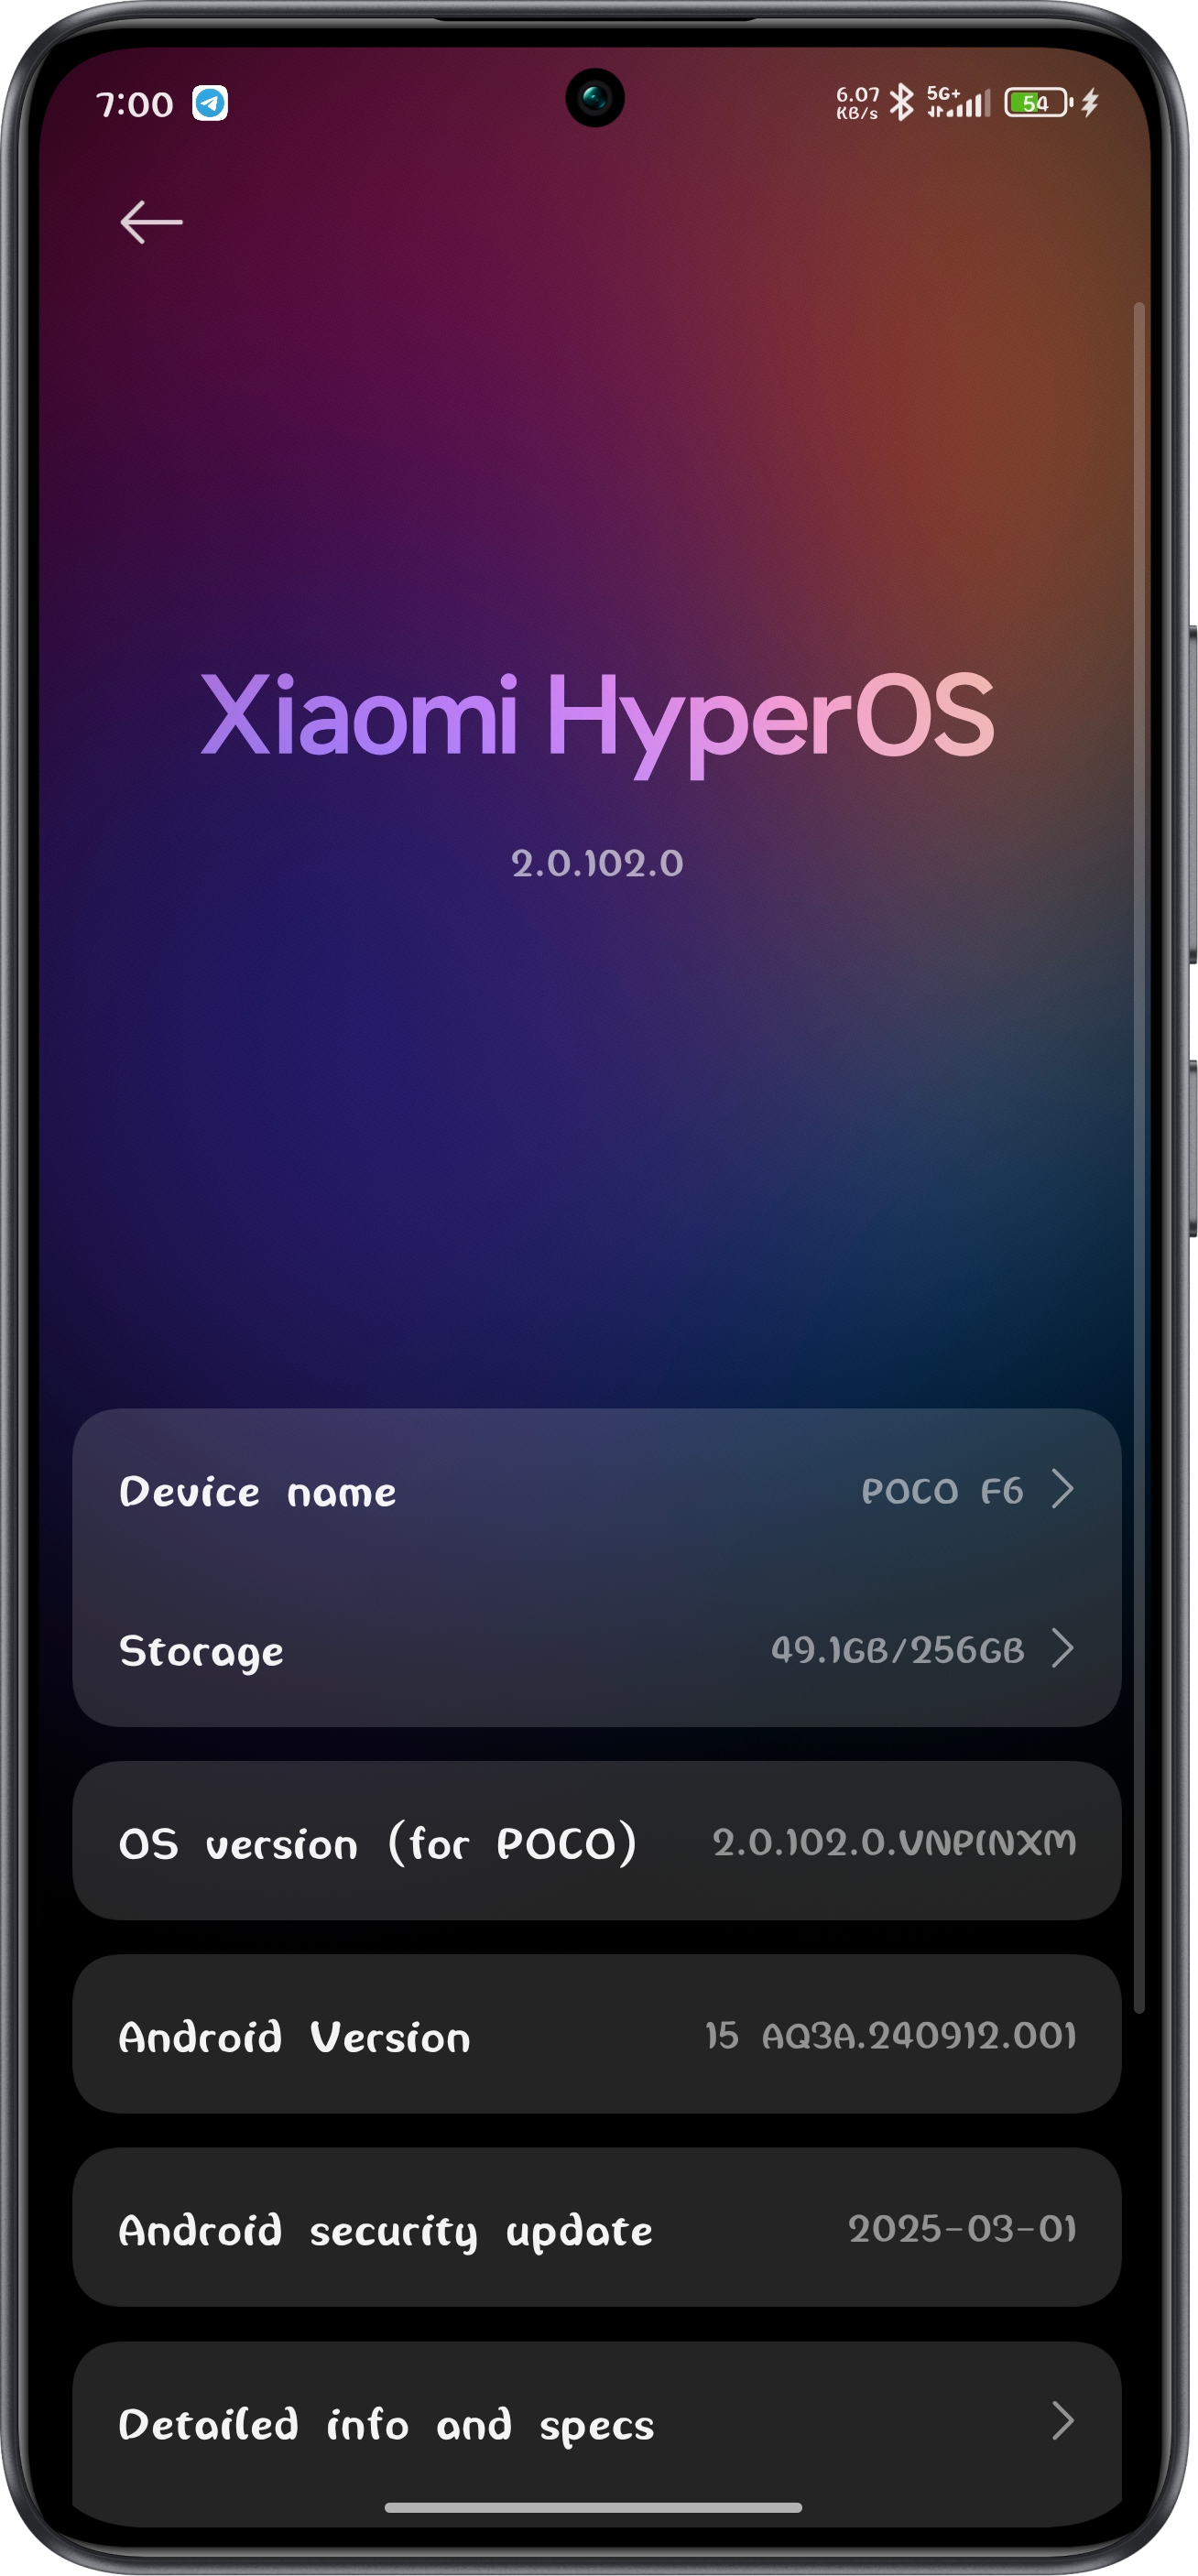 7:00
6.07
KB/s
5G+
54
Xiaomi HyperOS
2.0.102.0
Device name
POCO F6
Storage
49.1GB/256GB
OS version (for POCO)
2.0.102.0.VNPINXM
Android Version
15 AQ3A.240912.001
Android security update
2025-03-01
Detailed info and specs